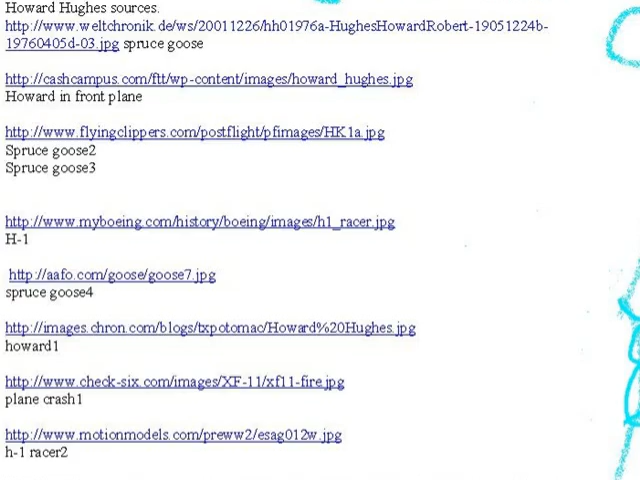 Howard Hughes sources.
http://www.weltchronik.de/ws/20011226/hh01976a-HughesHowardRobert-19051224b-
19760405d-03.jpg spruce goose
http://cashcampus.com/ftt/wp-content/images/howard_hughes.jpg
Howard in front plane
http://www.flyingclippers.com/postflight/pfimages/HK1a.jpg
Spruce goose2
Spruce goose3
http://www.myboeing.com/history/boeing/images/h1_racer.jpg
H-1
http://aafo.com/goose/goose7.jpg
spruce goose4
http://images.chron.com/blogs/txpotomac/Howard%20Hughes.jpg
howard1
http://www.check-six.com/images/XF-11/xf11-fire.jpg
plane crash1
http://www.motionmodels.com/preww2/esag012w.jpg
h-1 racer2